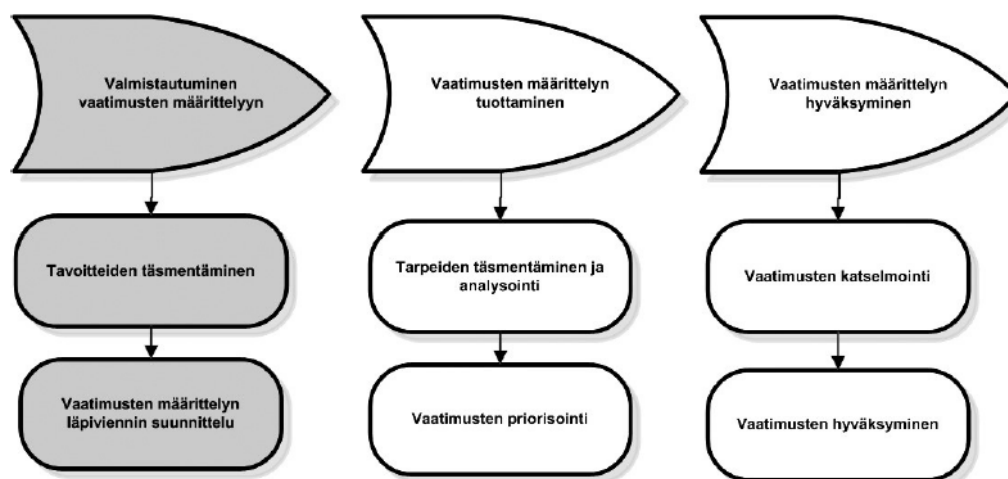 Valmistautuminen
vaatimusten määrittelyyn
Vaatimusten määrittelyn
tuottaminen
Vaatimusten määrittelyn
hyväksyminen
Tavoitteiden täsmentäminen
Tarpeiden täsmentäminen ja
analysointi
Vaatimusten katselmointi
Vaatimusten määrittelyn
läpiviennin suunnittelu
Vaatimusten priorisointi
Vaatimusten hyväksyminen